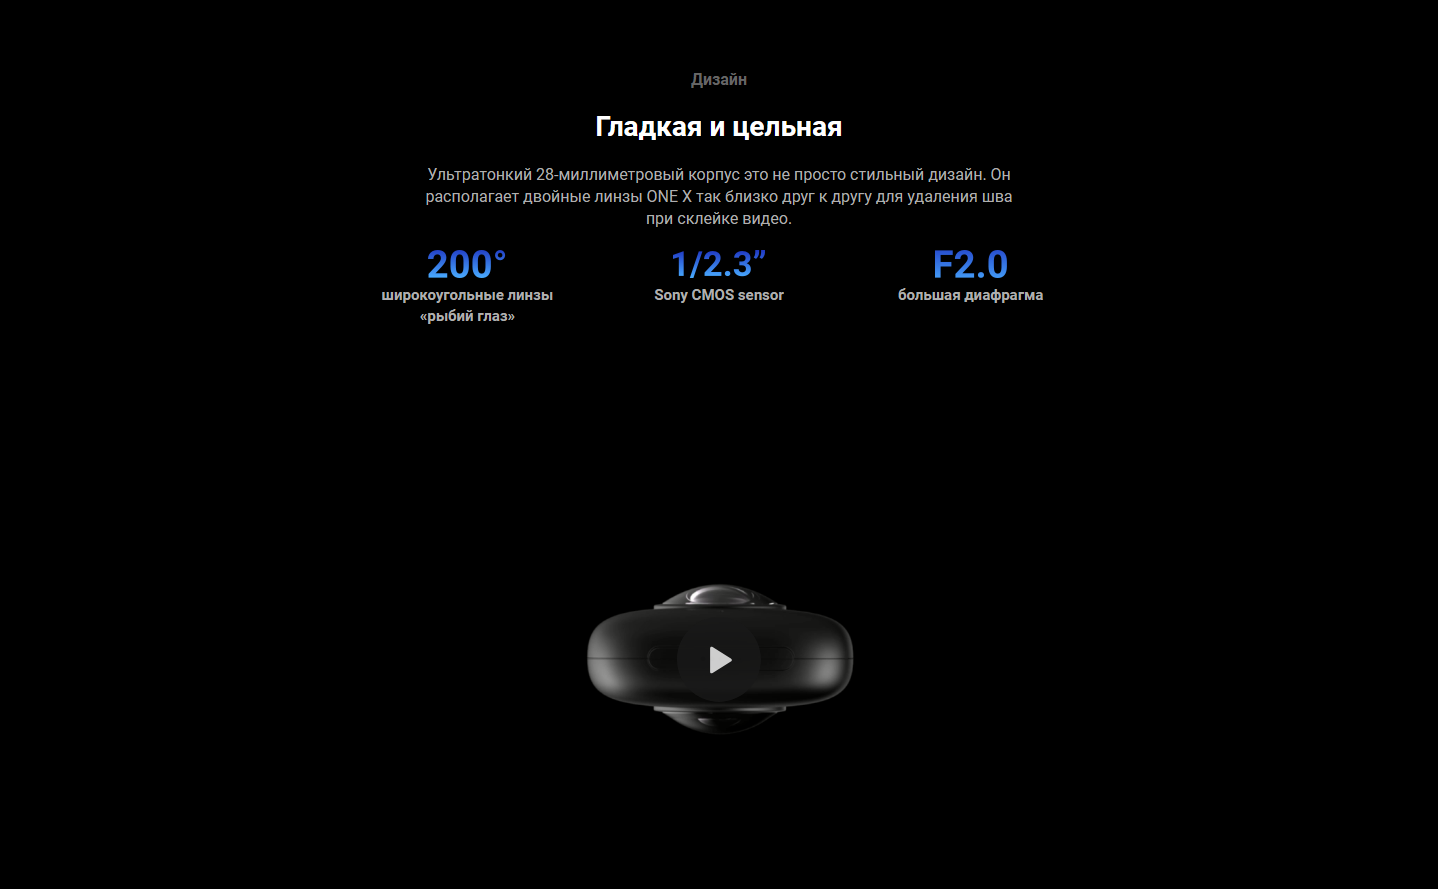 Дизайн
Гладкая и цельная
Ультратонкий 28-миллиметровый корпус это не просто стильный дизайн. Он
располагает двойные линзы ONE X так близко друг к другу для удаления шва
при склейке видео.
200°
широкоугольные линзы
«рыбий глаз»
1/2.3”
Sony CMOS sensor
F2.0
большая диафрагма